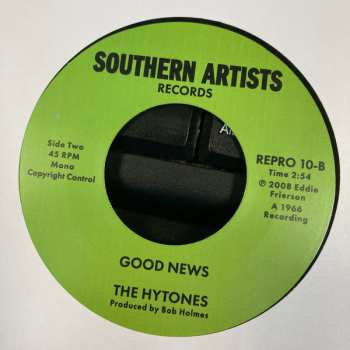 SOUTHERN ARTISTS
RECORDS
Side Two
45 RPM
Mono
Copyright Control
REPRO 10-B
Time 2:54
℗ 2008 Eddie
Frierson
A 1966
Recording
GOOD NEWS
THE HYTONES
Produced by Bob Holmes